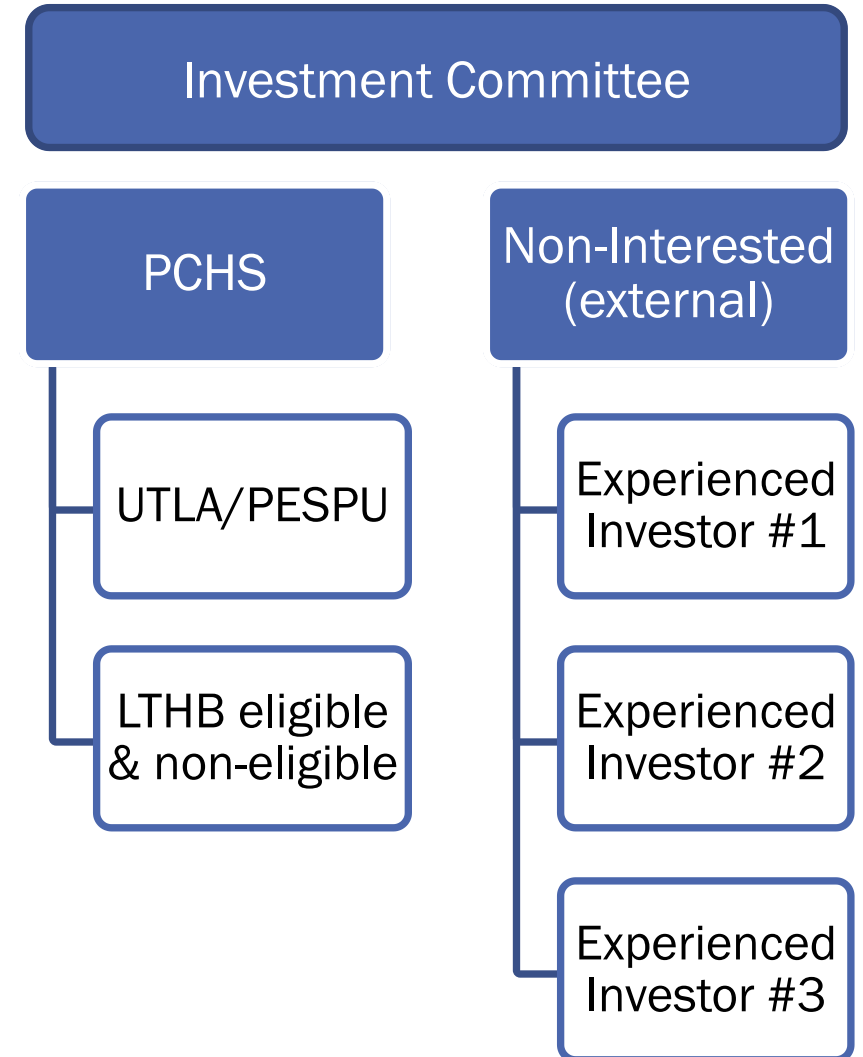 Investment Committee
PCHS
UTLA/PESPU
LTHB eligible
& non-eligible
Non-Interested
(external)
Experienced
Investor #1
Experienced
Investor #2
Experienced
Investor #3